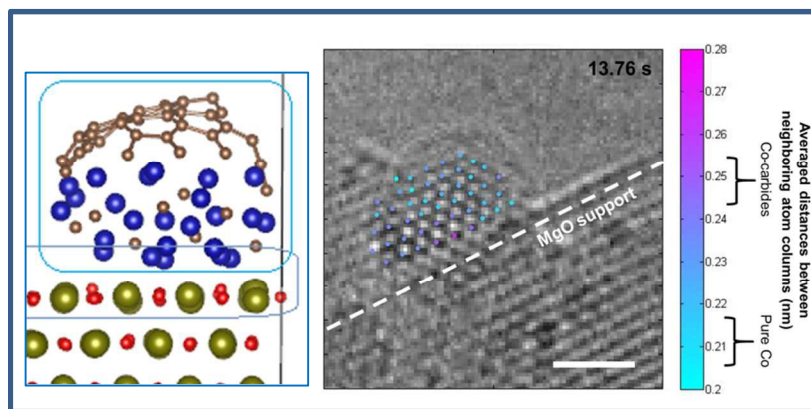 13.76 s
MgO support
0.28
0.27
0.26
0.25
0.24
0.23
0.22
0.21
0.2
Co-carbides
Pure Co
Averaged distances between
neighboring atom columns (nm)